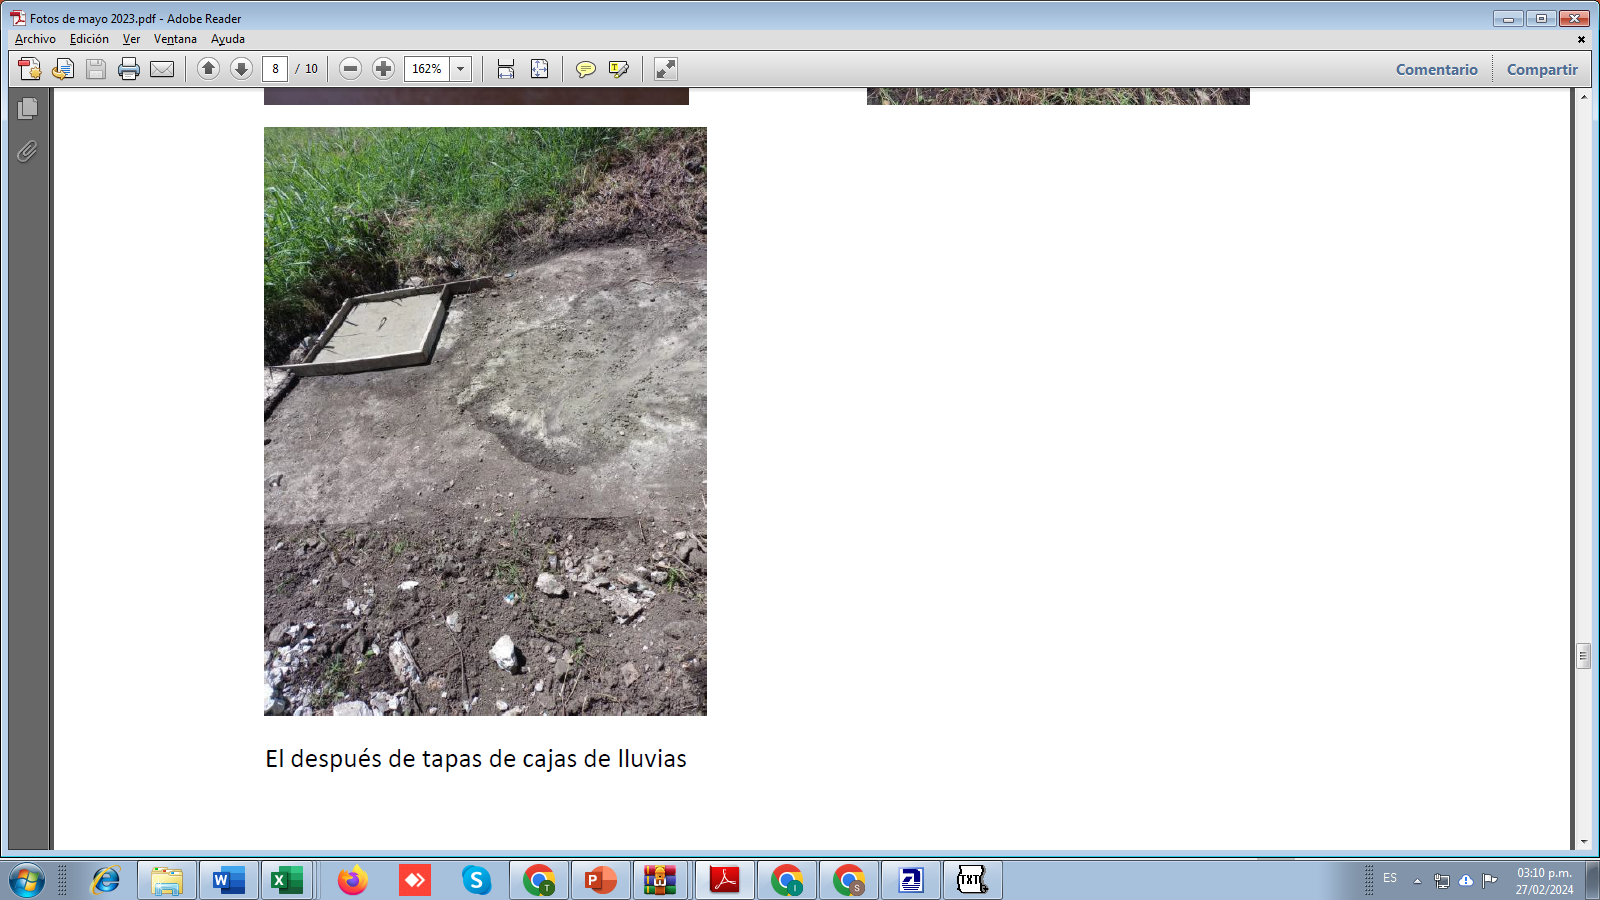 Fotos de mayo 2023.pdf - Adobe Reader
Archivo Edición Ver Ventana Ayuda
8 / 10 162% Comentario Compartir
El después de tapas de cajas de lluvias
ES 03:10 p.m.
27/02/2024